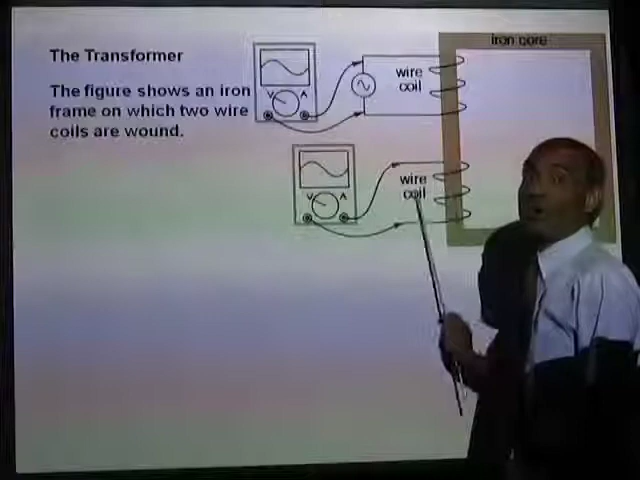 The Transformer
The figure shows an iron
frame on which two wire
coils are wound.
iron core
wire
coil
V A
wire
coil
V A